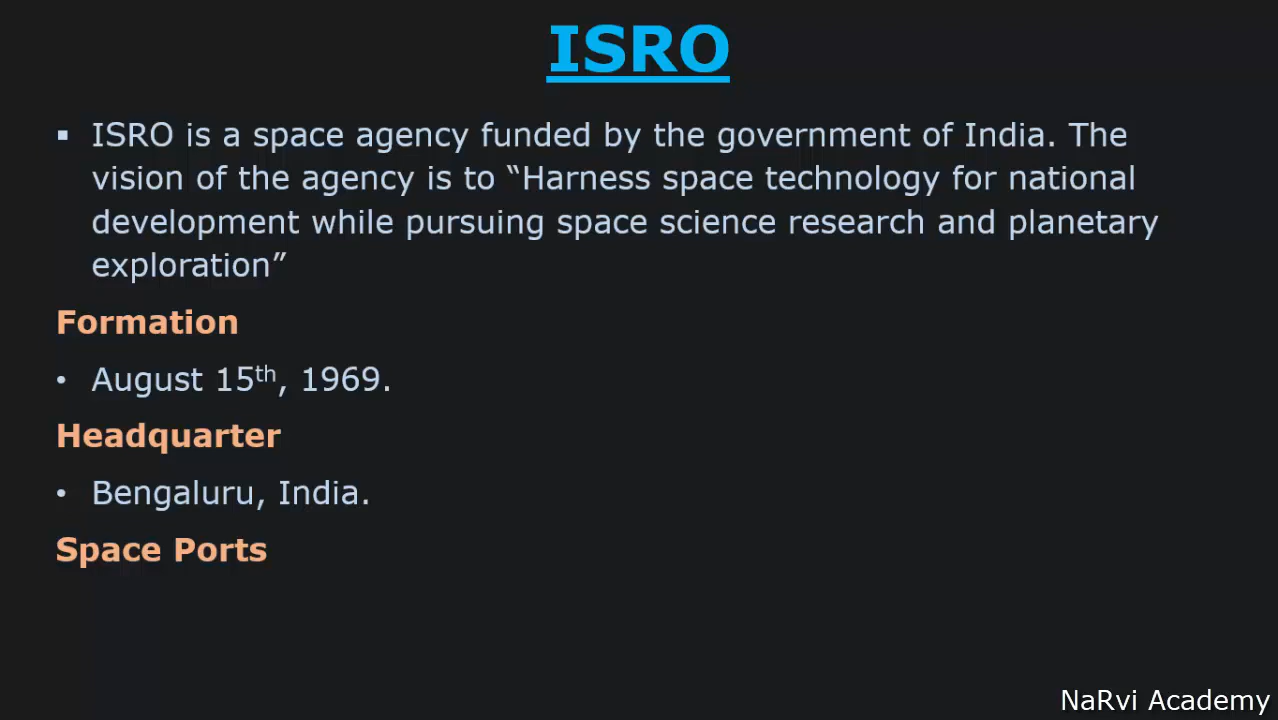 ISRO
▪ ISRO is a space agency funded by the government of India. The
vision of the agency is to “Harness space technology for national
development while pursuing space science research and planetary
exploration”
Formation
• August 15th, 1969.
Headquarter
• Bengaluru, India.
Space Ports
NaRvi Academy